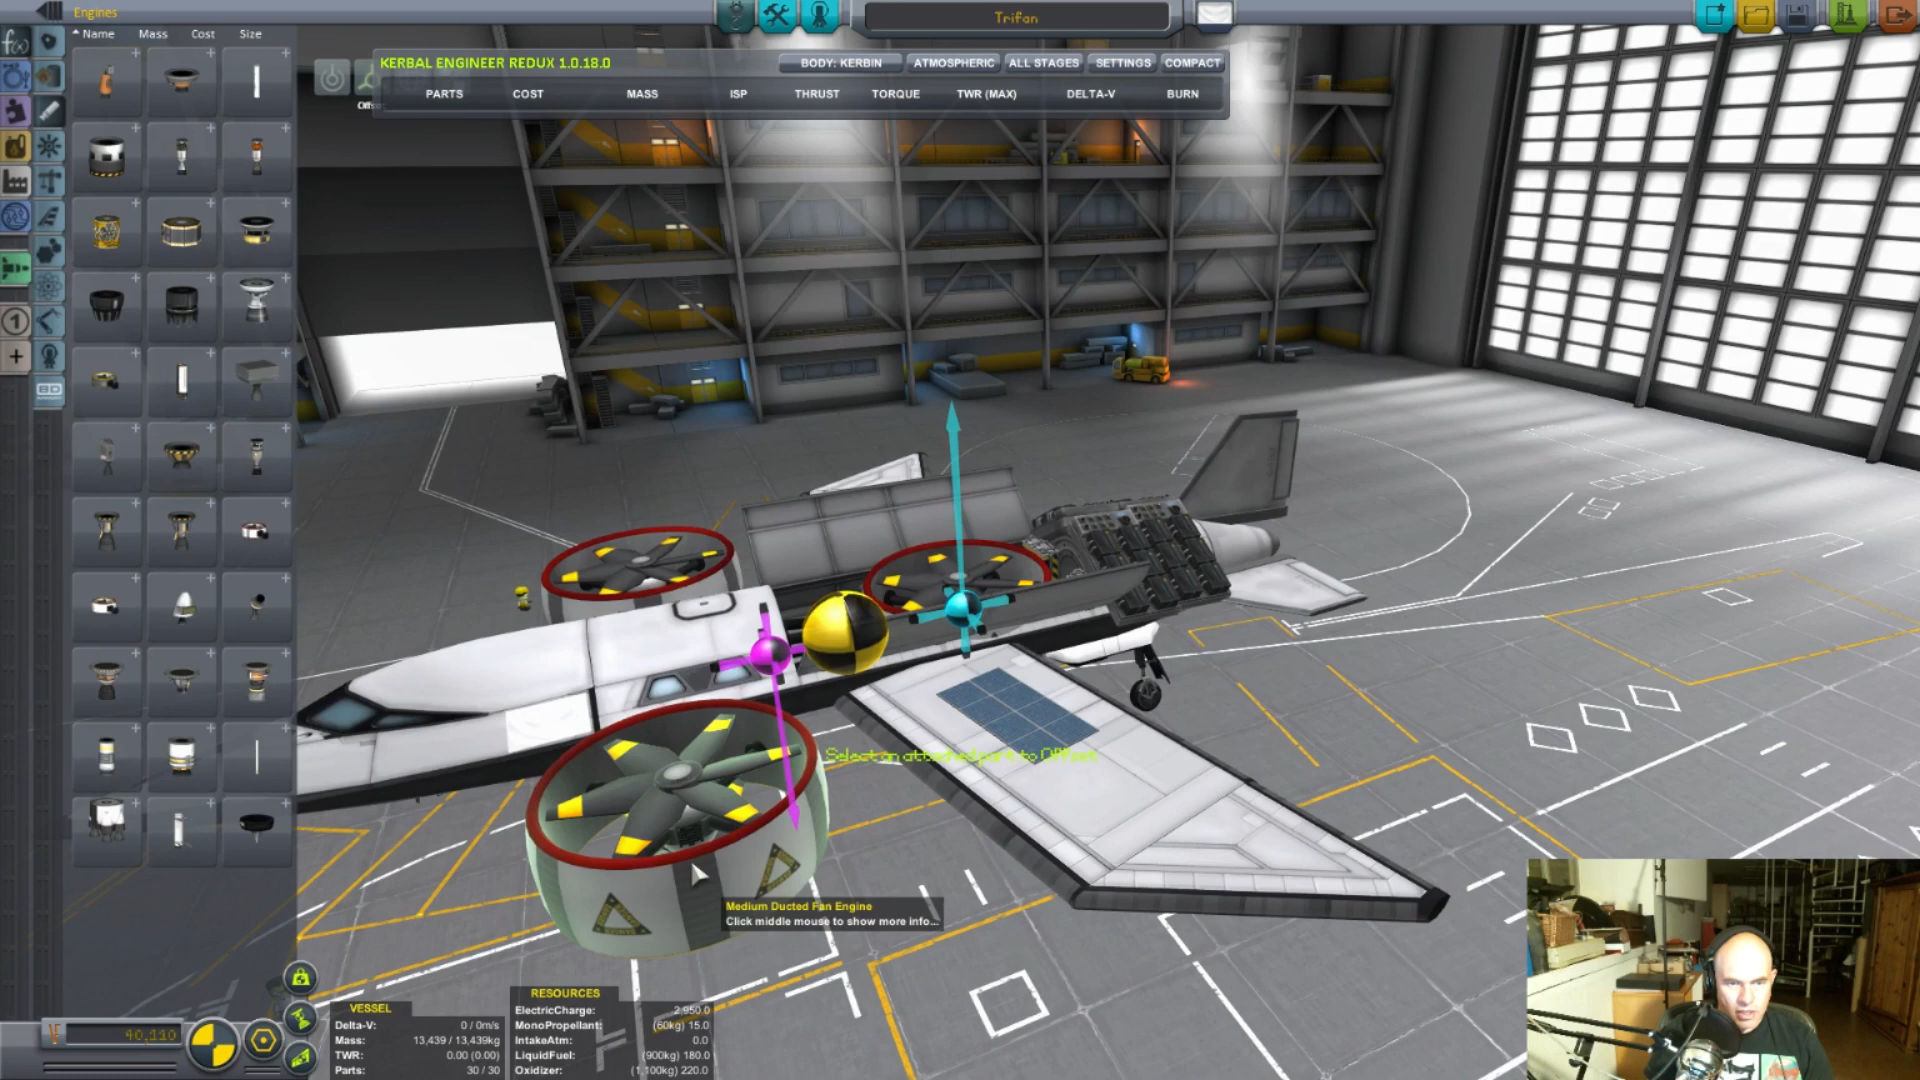 Engines
Trifan
Name Mass Cost Size
KERBAL ENGINEER REDUX 1.0.18.0
BODY: KERBIN ATMOSPHERIC ALL STAGES SETTINGS COMPACT
PARTS COST MASS ISP THRUST TORQUE TWR (MAX) DELTA-V BURN
Select an attached part to Offset
Medium Ducted Fan Engine
Click middle mouse to show more info...
40,110
VESSEL
Delta-V: 0 / 0m/s
Mass: 13,439 / 13,439kg
TWR: 0.00 (0.00)
Parts: 30 / 30
RESOURCES
ElectricCharge: 2,950.0
MonoPropellant: (60kg) 15.0
IntakeAtm: 0.0
LiquidFuel: (900kg) 180.0
Oxidizer: (1,100kg) 220.0